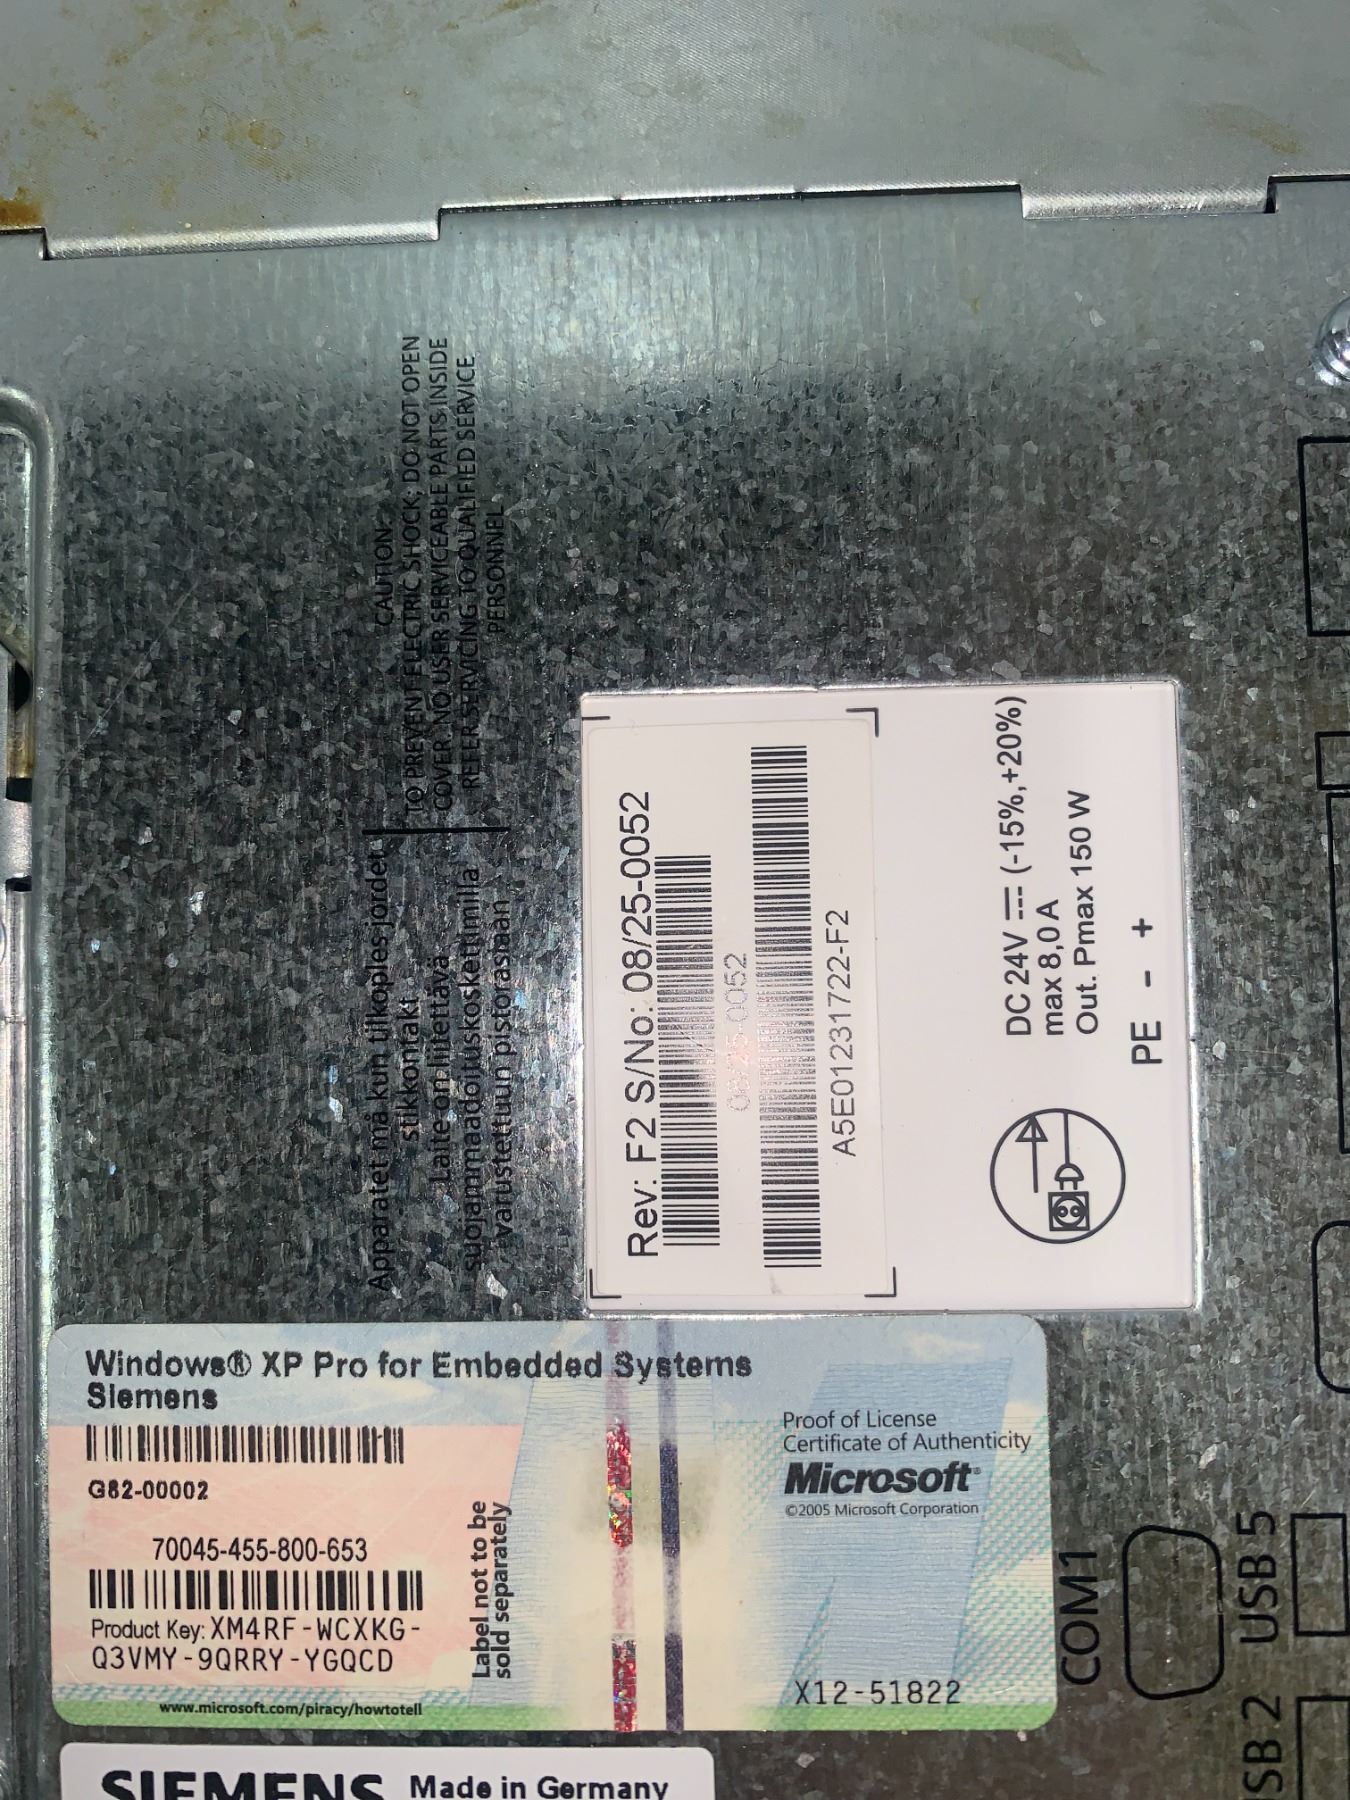 CAUTION
TO PREVENT ELECTRIC SHOCK, DO NOT OPEN
COVER. NO USER SERVICEABLE PARTS INSIDE
REFER SERVICING TO QUALIFIED SERVICE
PERSONNEL
Apparatet må kun tilkoples jordet
stikkontakt
Laite on liitettävä
suojammaadoituskoskettimilla
varustettuun pistorasiaan
Rev: F2 S/No: 08/25-0052
08/25-0052
A5E01231722-F2
DC 24V (-15%,+20%)
max 8,0 A
Out. Pmax 150 W
PE - +
Windows® XP Pro for Embedded Systems
Siemens
G82-00002
70045-455-800-653
Product Key: XM4RF-WCXKG-
Q3VMY-9QRRY-YGQCD
www.microsoft.com/piracy/howtotell
Label not to be
sold separately
Proof of License
Certificate of Authenticity
Microsoft®
©2005 Microsoft Corporation
X12-51822
COM1
USB 5
USB 2
SIEMENS Made in Germany